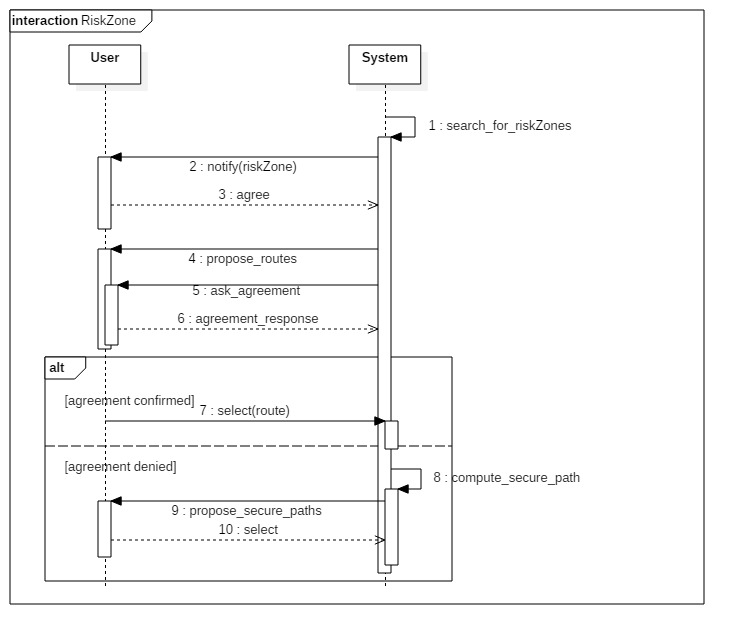 interaction RiskZone
User
System
1 : search_for_riskZones
2 : notify(riskZone)
3 : agree
4 : propose_routes
5 : ask_agreement
6 : agreement_response
alt
[agreement confirmed]
7 : select(route)
[agreement denied]
8 : compute_secure_path
9 : propose_secure_paths
10 : select